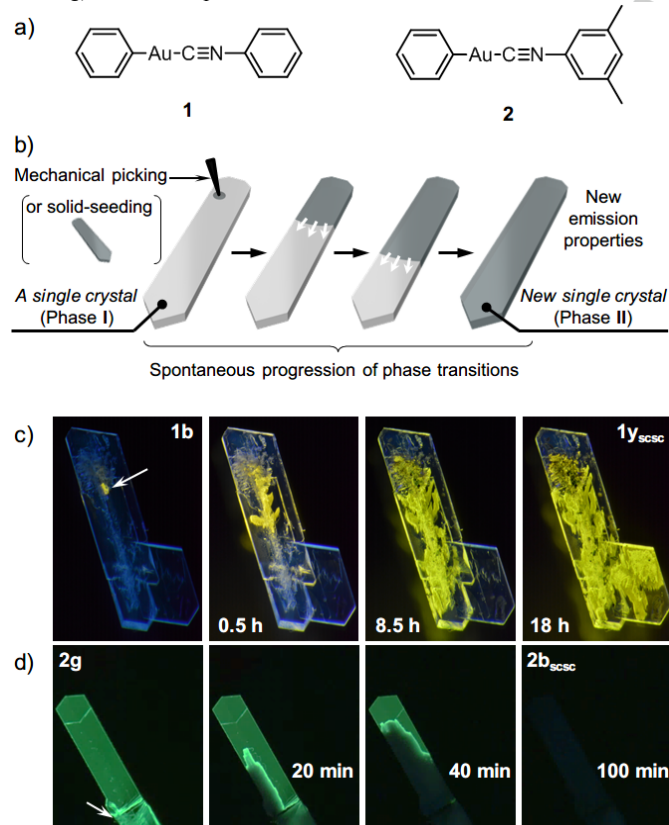 a)
Au-C≡N
Au-C≡N
1
2
b)
Mechanical picking
or solid-seeding
New
emission
properties
A single crystal
(Phase I)
New single crystal
(Phase II)
Spontaneous progression of phase transitions
c)
1b
1yscsc
0.5 h
8.5 h
18 h
d)
2g
2bscsc
20 min
40 min
100 min